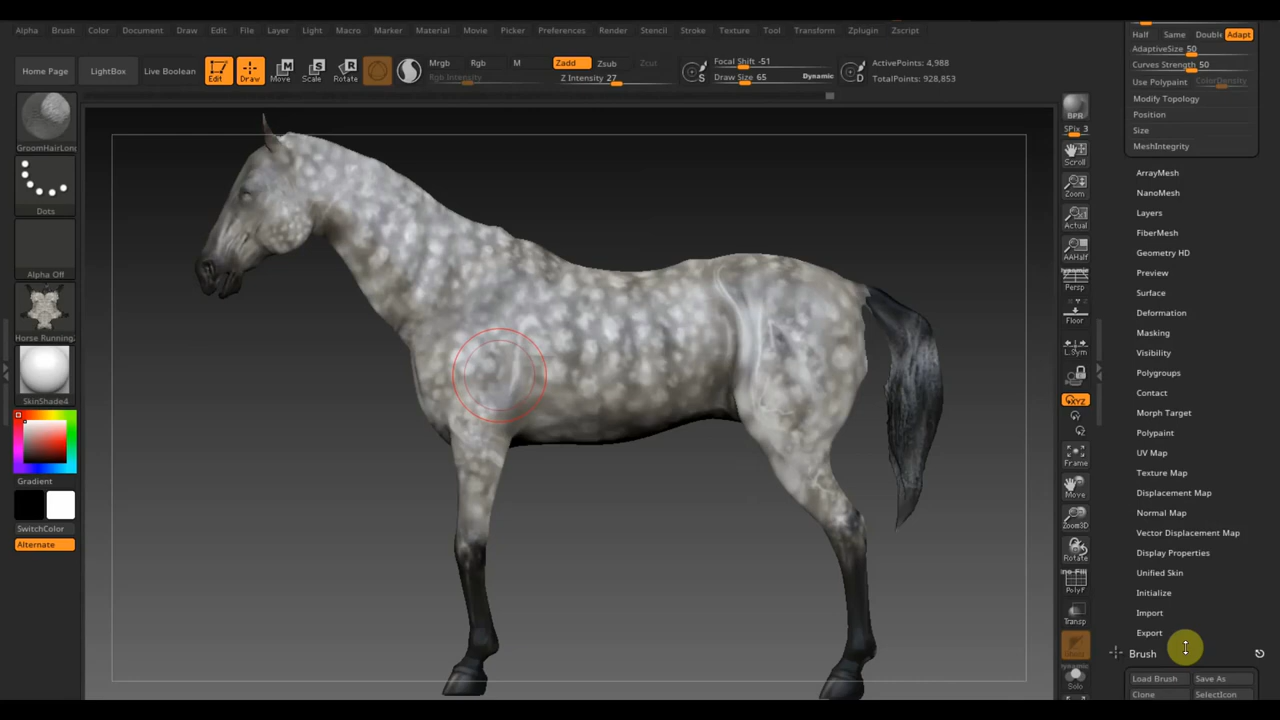 Alpha Brush Color Document Draw Edit File Layer Light Macro Marker Material Movie Picker Preferences Render Stencil Stroke Texture Tool Transform Zplugin Zscript
Home Page LightBox Live Boolean Edit Draw Move Scale Rotate Mrgb Rgb M Zadd Zsub Zcut
Rgb Intensity Z Intensity 27
Focal Shift -51
Draw Size 65 Dynamic
ActivePoints: 4,988
TotalPoints: 928,853
S
D
GroomHairLong
Dots
Alpha Off
Horse Running
SkinShade4
Gradient
SwitchColor
Alternate
BPR
SPix 3
Scroll
Zoom
Actual
AAHalf
Dynamic
Persp
Floor
L.Sym
XYZ
Frame
Move
Zoom3D
Rotate
PolyF
Transp
Dynamic
Solo
Half Same Double Adapt
AdaptiveSize 50
Curves Strength 50
Use Polypaint ColorDensity
Modify Topology
Position
Size
MeshIntegrity
ArrayMesh
NanoMesh
Layers
FiberMesh
Geometry HD
Preview
Surface
Deformation
Masking
Visibility
Polygroups
Contact
Morph Target
Polypaint
UV Map
Texture Map
Displacement Map
Normal Map
Vector Displacement Map
Display Properties
Unified Skin
Initialize
Import
Export
Brush
Load Brush Save As
Clone SelectIcon